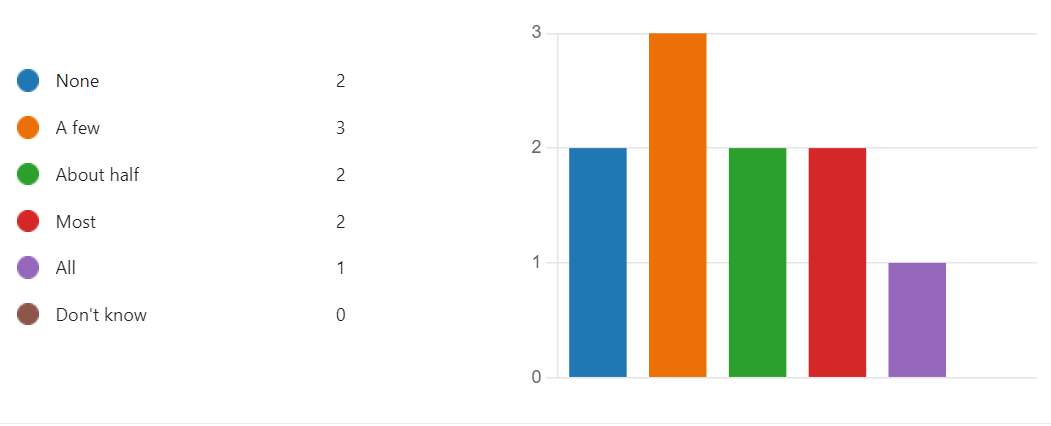 None 2
A few 3
About half 2
Most 2
All 1
Don't know 0
3
2
1
0